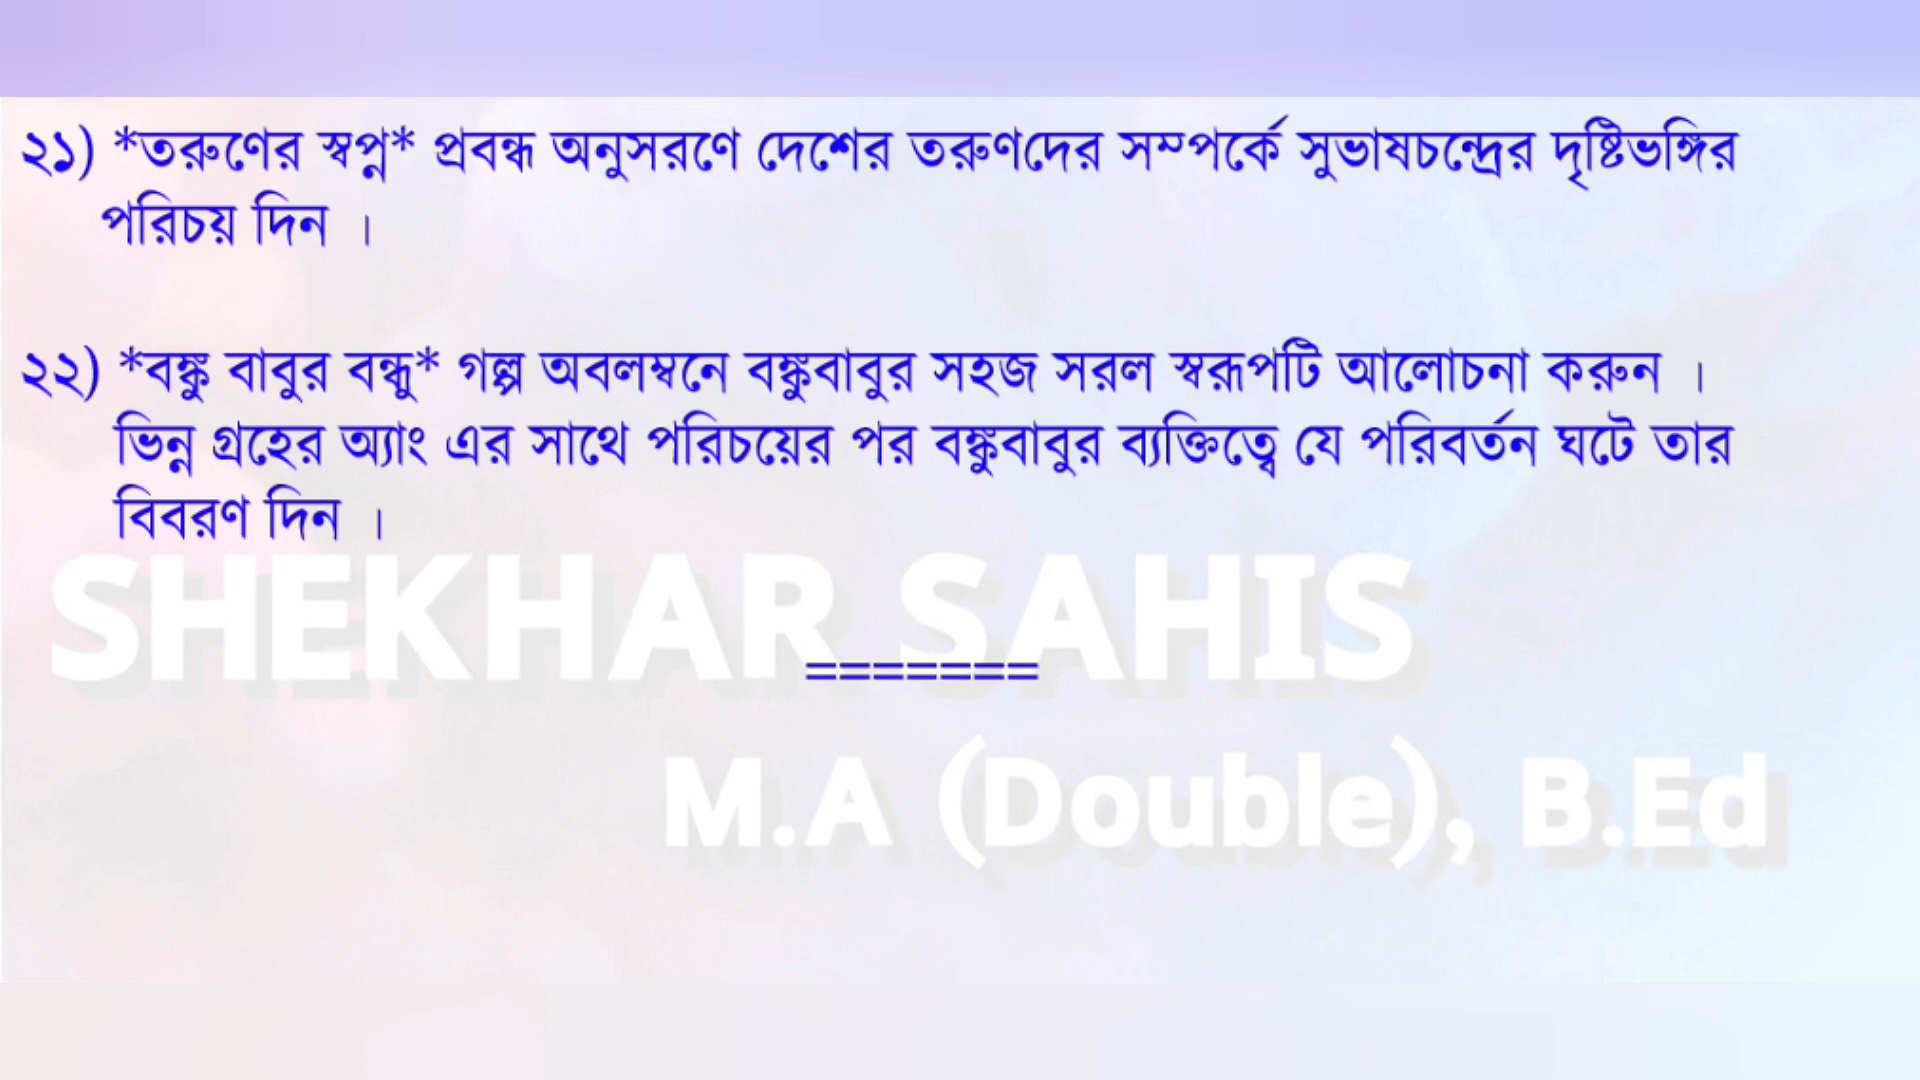 ২১) *তরুণের স্বপ্ন* প্রবন্ধ অনুসরণে দেশের তরুণদের সম্পর্কে সুভাষচন্দ্রের দৃষ্টিভঙ্গির
পরিচয় দিন ।
২২) *বঙ্কু বাবুর বন্ধু* গল্প অবলম্বনে বঙ্কুবাবুর সহজ সরল স্বরূপটি আলোচনা করুন ।
ভিন্ন গ্রহের অ্যাং এর সাথে পরিচয়ের পর বঙ্কুবাবুর ব্যক্তিত্বে যে পরিবর্তন ঘটে তার
বিবরণ দিন ।
SHEKHAR SAHIS
=======
M.A (Double), B.Ed